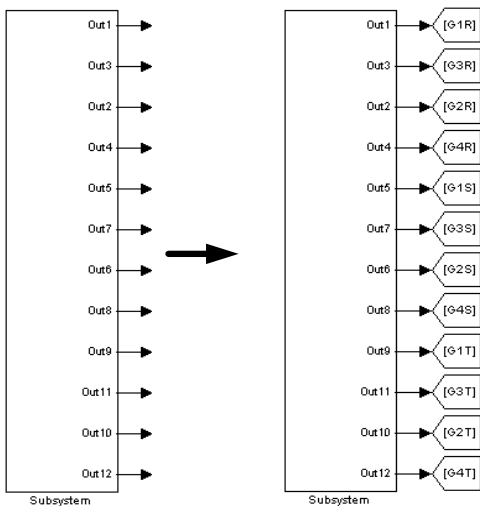 Out1 Out1 [G1R]
Out3 Out3 [G3R]
Out2 Out2 [G2R]
Out4 Out4 [G4R]
Out5 Out5 [G1S]
Out7 Out7 [G3S]
Out6 Out6 [G2S]
Out8 Out8 [G4S]
Out9 Out9 [G1T]
Out11 Out11 [G3T]
Out10 Out10 [G2T]
Out12 Out12 [G4T]
Subsystem Subsystem